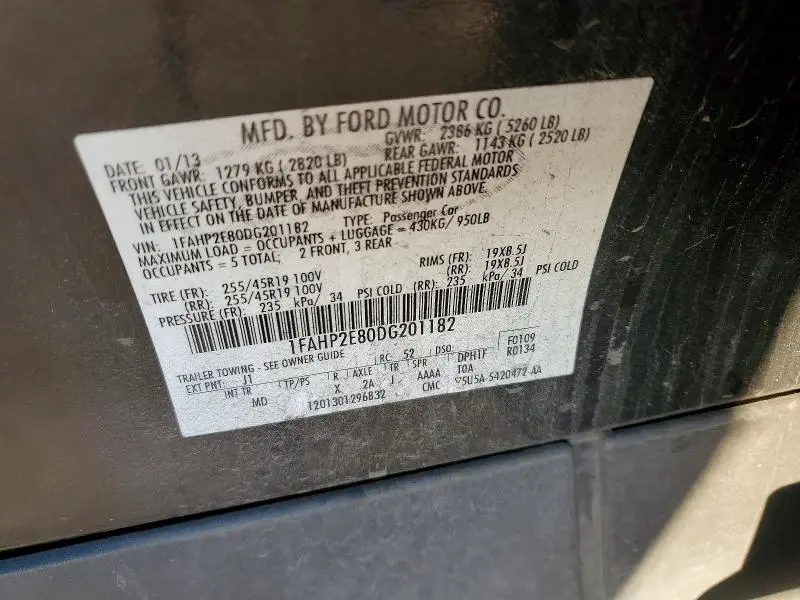 MFD. BY FORD MOTOR CO.
DATE: 01/13 GVWR: 2386 KG ( 5260 LB)
FRONT GAWR: 1279 KG ( 2820 LB) REAR GAWR: 1143 KG ( 2520 LB)
THIS VEHICLE CONFORMS TO ALL APPLICABLE FEDERAL MOTOR
VEHICLE SAFETY, BUMPER, AND THEFT PREVENTION STANDARDS
IN EFFECT ON THE DATE OF MANUFACTURE SHOWN ABOVE.
VIN: 1FAHP2E80DG201182 TYPE: Passenger Car
MAXIMUM LOAD = OCCUPANTS + LUGGAGE = 430KG/ 950LB
OCCUPANTS = 5 TOTAL, 2 FRONT, 3 REAR
TIRE (FR): 255/45R19 100V RIMS (FR): 19X8.5J
(RR): 255/45R19 100V (RR): 19X8.5J
PRESSURE (FR): 235 kPa/ 34 PSI COLD (RR): 235 kPa/ 34 PSI COLD
1FAHP2E80DG201182
TRAILER TOWING - SEE OWNER GUIDE RC: 52 DSO: F0109
EXT PNT: J1 DPHTF R0134
INT TR TP/PS R AXLE TR SPR TOA
MD X 2A J AAAA CMC 5U5A-5420472-AA
1201301296832